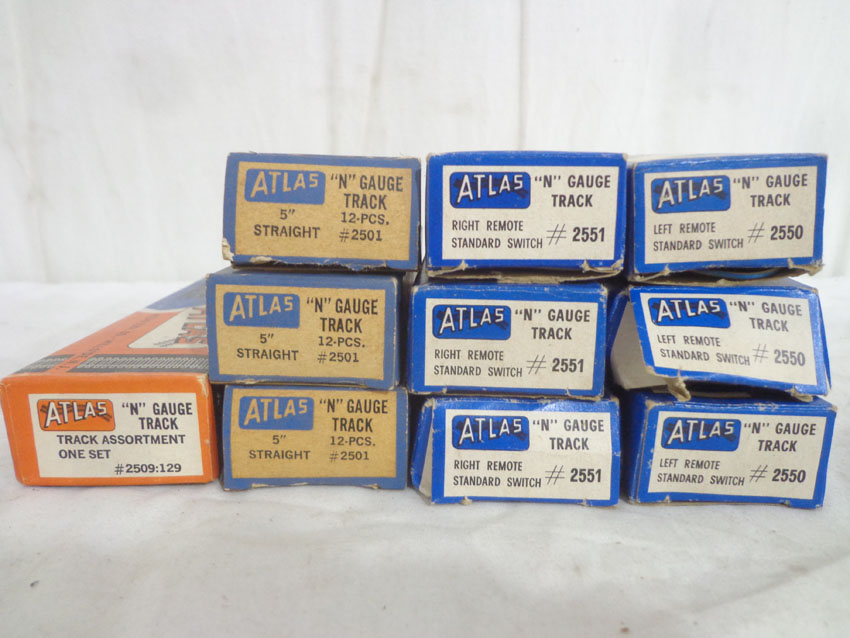 ATLAS "N" GAUGE
TRACK
5" 12-PCS.
STRAIGHT #2501
ATLAS "N" GAUGE
TRACK
RIGHT REMOTE
STANDARD SWITCH # 2551
ATLAS "N" GAUGE
TRACK
LEFT REMOTE
STANDARD SWITCH # 2550
ATLAS "N" GAUGE
TRACK
5" 12-PCS.
STRAIGHT #2501
ATLAS "N" GAUGE
TRACK
RIGHT REMOTE
STANDARD SWITCH # 2551
ATLAS "N" GAUGE
TRACK
LEFT REMOTE
STANDARD SWITCH # 2550
ATLAS "N" GAUGE
TRACK
TRACK ASSORTMENT
ONE SET
#2509:129
ATLAS "N" GAUGE
TRACK
5" 12-PCS.
STRAIGHT #2501
ATLAS "N" GAUGE
TRACK
RIGHT REMOTE
STANDARD SWITCH # 2551
ATLAS "N" GAUGE
TRACK
LEFT REMOTE
STANDARD SWITCH # 2550